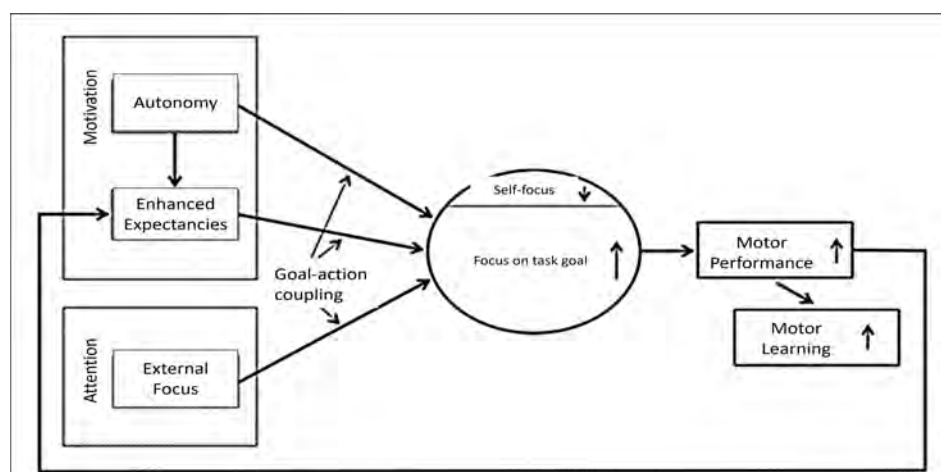 Motivation
Autonomy
Enhanced
Expectancies
Goal-action
coupling
Attention
External
Focus
Self-focus
Focus on task goal
Motor
Performance
Motor
Learning